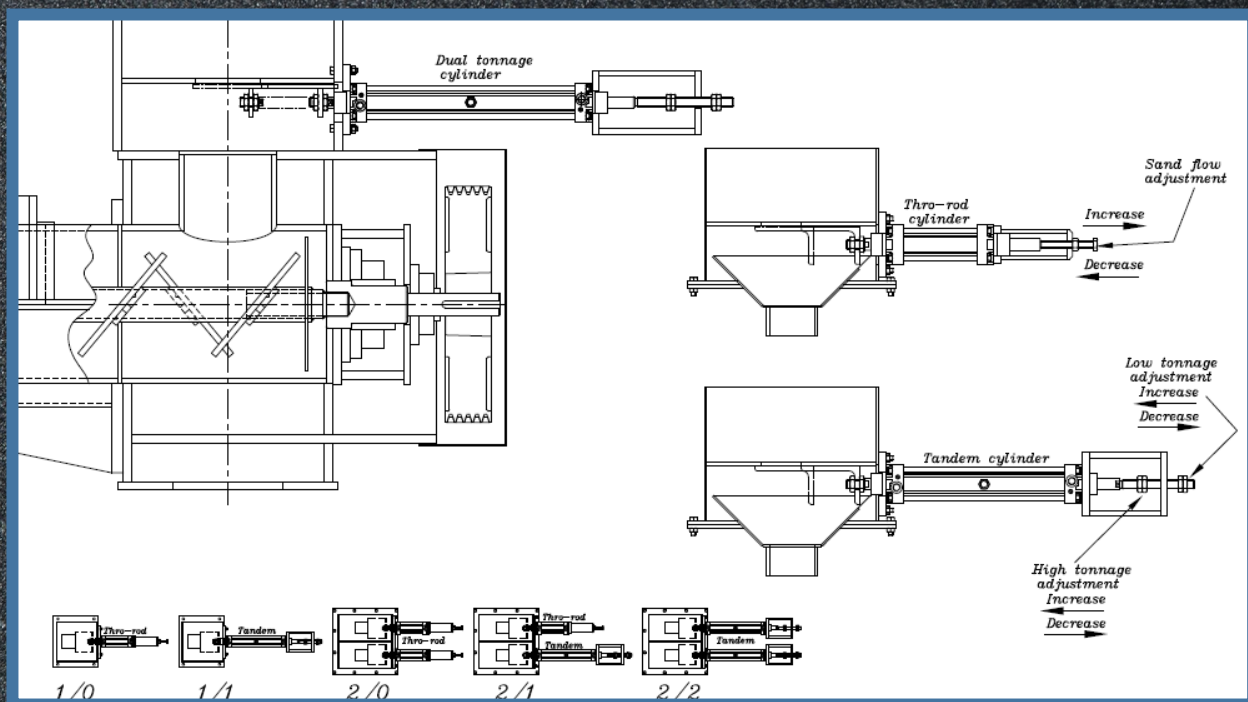 Dual tonnage
cylinder
Sand flow
adjustment
Thro-rod
cylinder
Increase
Decrease
Low tonnage
adjustment
Increase
Decrease
Tandem cylinder
High tonnage
adjustment
Increase
Decrease
Thro-rod
Tandem
Thro-rod
Thro-rod
Tandem
Tandem
1/0
1/1
2/0
2/1
2/2